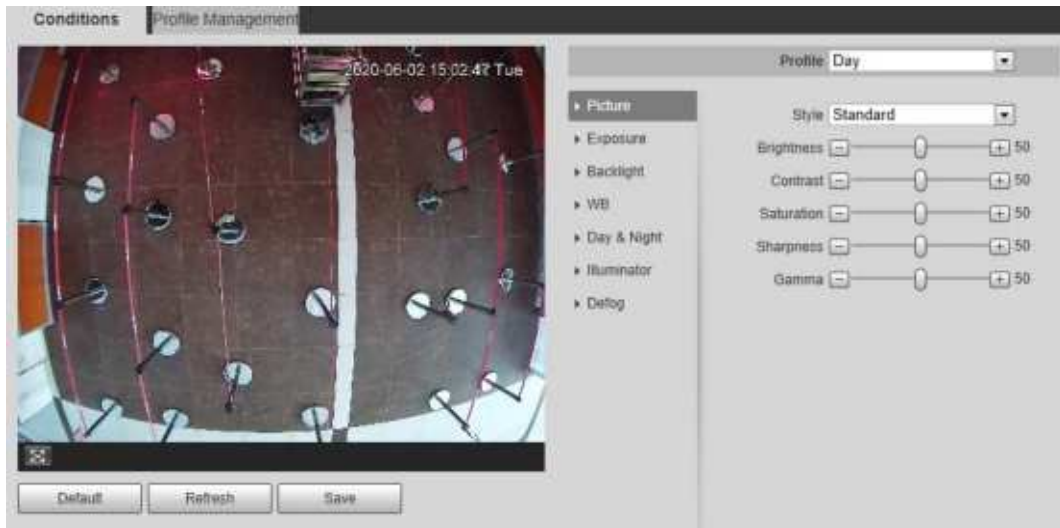 Conditions
Profile Management
2020-06-02 15:02:47 Tue
Profile Day
Picture
Exposure
Backlight
WB
Day & Night
Illuminator
Defog
Style Standard
Brightness 50
Contrast 50
Saturation 50
Sharpness 50
Gamma 50
Default
Refresh
Save